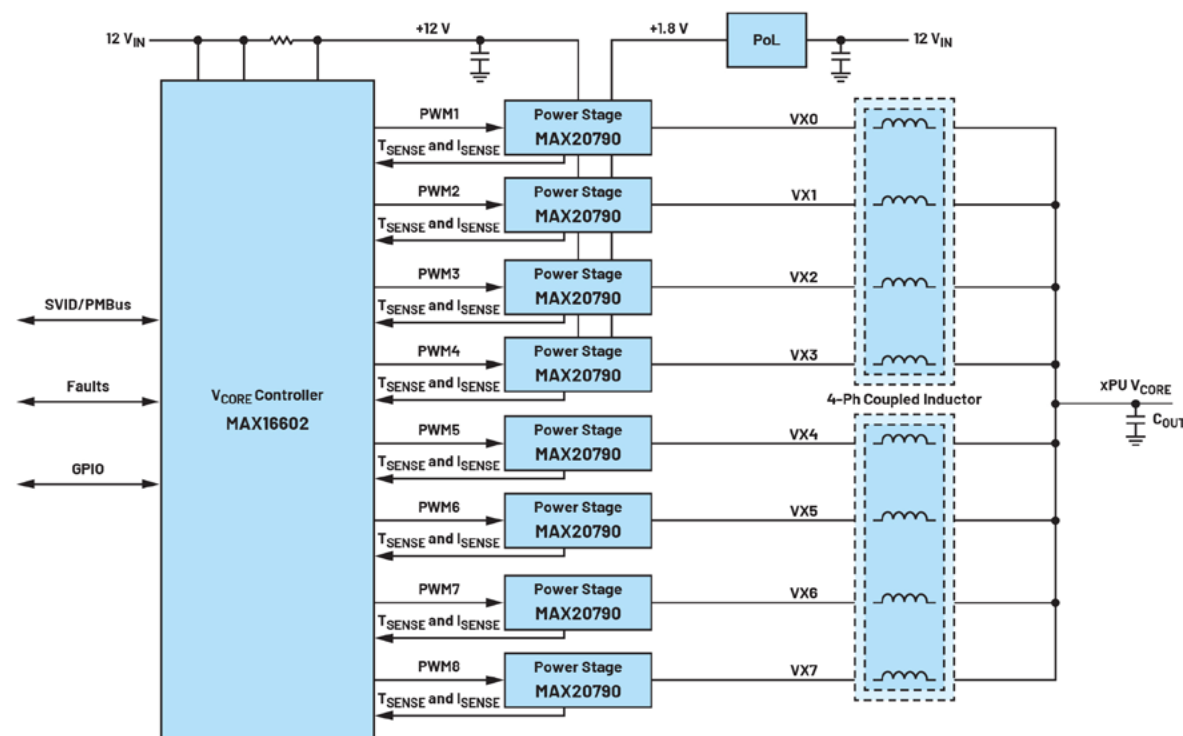 12 VIN
+12 V
+1.8 V
PoL
12 VIN
PWM1
TSENSE and ISENSE
Power Stage
MAX20790
VX0
PWM2
TSENSE and ISENSE
Power Stage
MAX20790
VX1
PWM3
TSENSE and ISENSE
Power Stage
MAX20790
VX2
SVID/PMBus
PWM4
TSENSE and ISENSE
Power Stage
MAX20790
VX3
Faults
VCORE Controller
MAX16602
4-Ph Coupled Inductor
xPU VCORE
COUT
PWM5
TSENSE and ISENSE
Power Stage
MAX20790
VX4
GPIO
PWM6
TSENSE and ISENSE
Power Stage
MAX20790
VX5
PWM7
TSENSE and ISENSE
Power Stage
MAX20790
VX6
PWM8
TSENSE and ISENSE
Power Stage
MAX20790
VX7